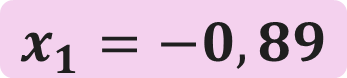 x₁ = −0,89